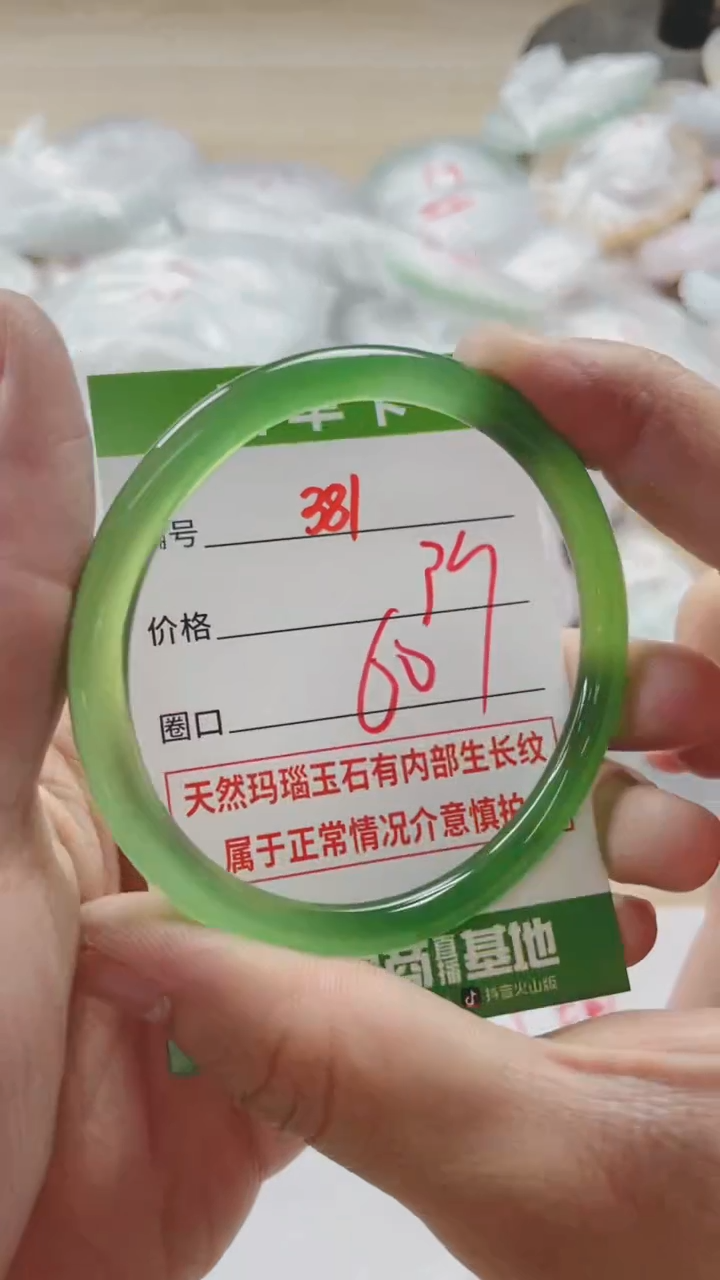 卡
号 381
价格
圈口 60
天然玛瑙玉石有内部生长纹
属于正常情况介意慎拍
商直播基地
抖音火山版